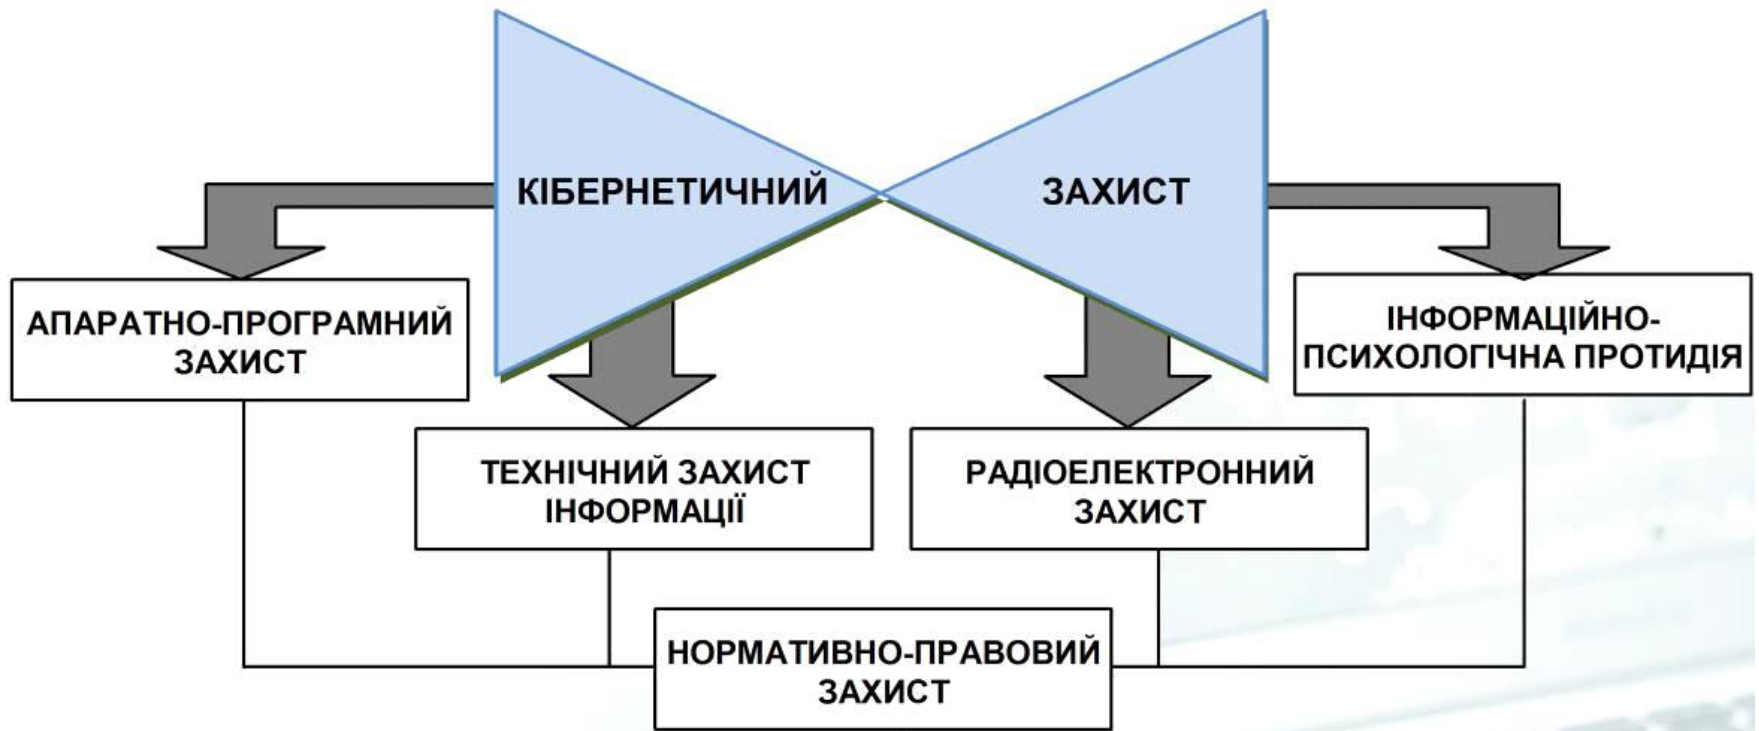 КІБЕРНЕТИЧНИЙ ЗАХИСТ
АПАРАТНО-ПРОГРАМНИЙ
ЗАХИСТ
ІНФОРМАЦІЙНО-
ПСИХОЛОГІЧНА ПРОТИДІЯ
ТЕХНІЧНИЙ ЗАХИСТ
ІНФОРМАЦІЇ
РАДІОЕЛЕКТРОННИЙ
ЗАХИСТ
НОРМАТИВНО-ПРАВОВИЙ
ЗАХИСТ